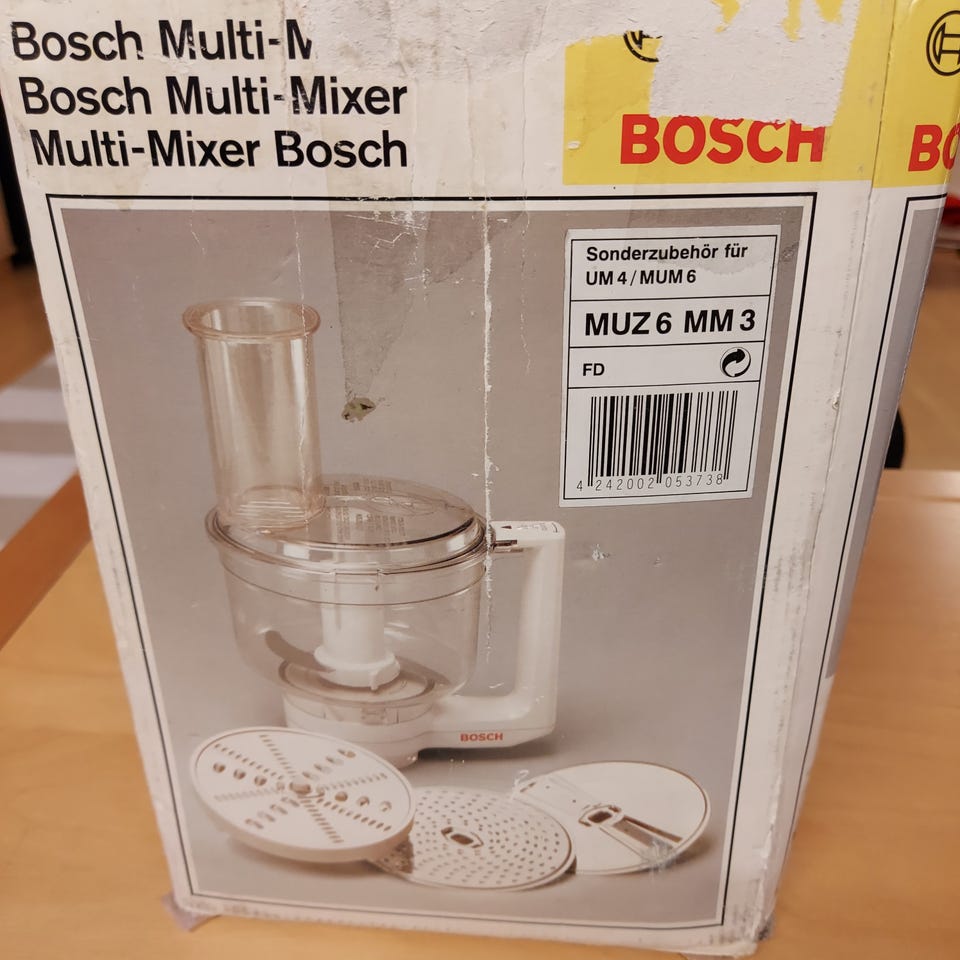 Bosch Multi-M
Bosch Multi-Mixer
Multi-Mixer Bosch
BOSCH
BO
Sonderzubehör für
UM 4 / MUM 6
MUZ 6 MM 3
FD
4 242002 053738
BOSCH